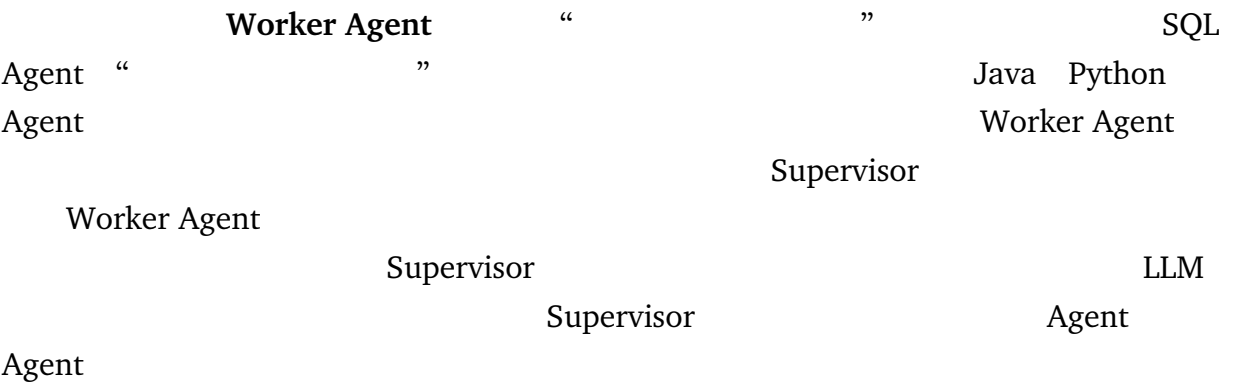 Worker Agent “ ” SQL
Agent “ ” Java Python
Agent Worker Agent
Supervisor
Worker Agent
Supervisor LLM
Supervisor Agent
Agent